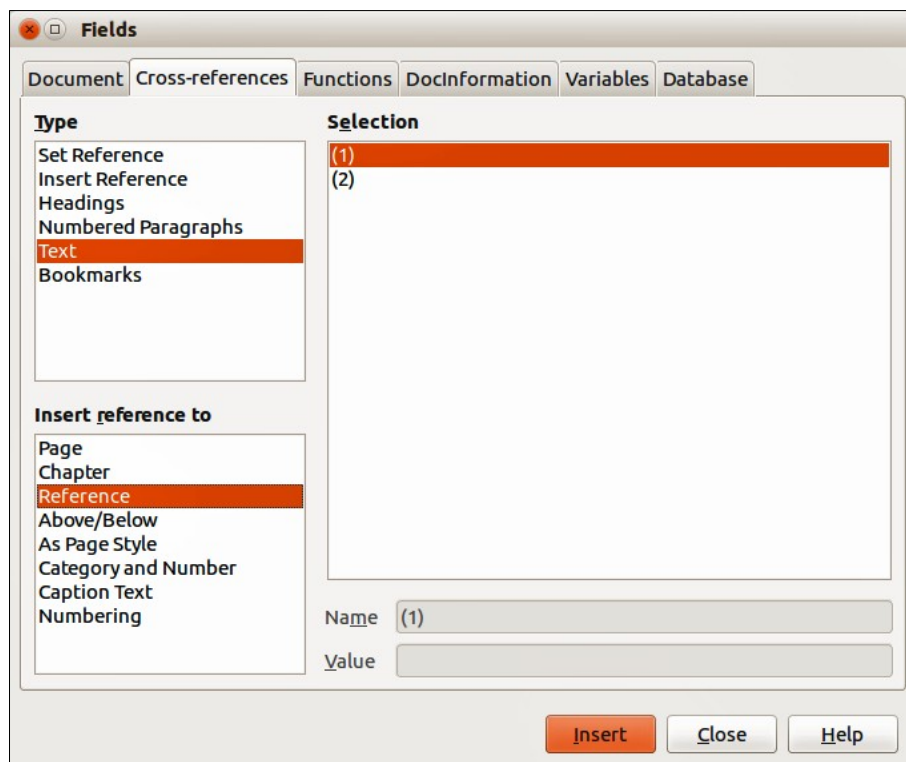 Fields
Document Cross-references Functions DocInformation Variables Database
Type
Set Reference
Insert Reference
Headings
Numbered Paragraphs
Text
Bookmarks
Selection
(1)
(2)
Insert reference to
Page
Chapter
Reference
Above/Below
As Page Style
Category and Number
Caption Text
Numbering
Name (1)
Value
Insert Close Help